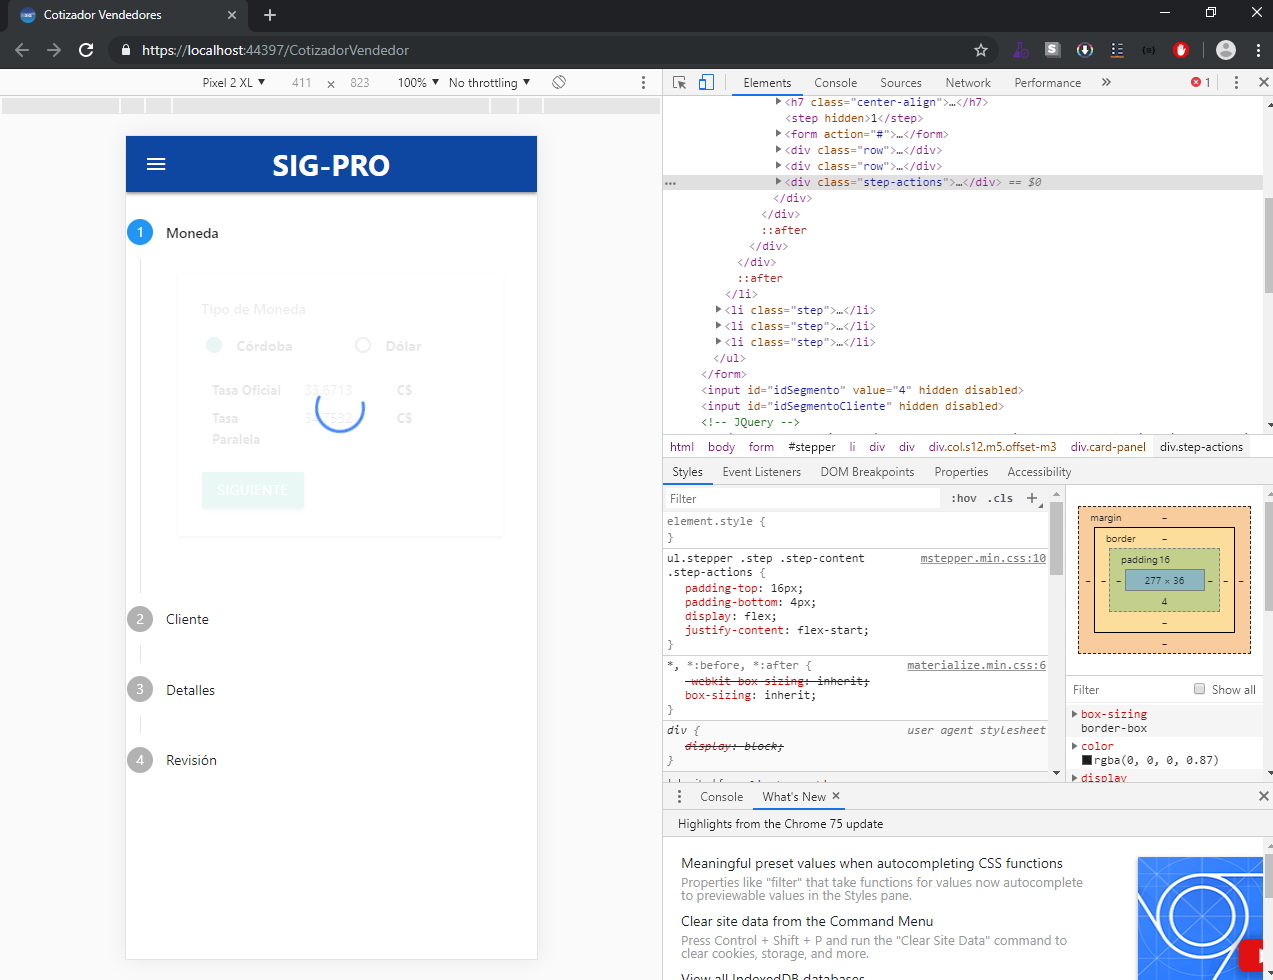 Cotizador Vendedores
https://localhost:44397/CotizadorVendedor
Pixel 2 XL ▼ 411 × 823 100% ▼ No throttling ▼
Elements Console Sources Network Performance » 1
SIG-PRO
1 Moneda
Tipo de Moneda
Córdoba Dólar
Tasa Oficial 33.6713 C$
Tasa Paralela C$
SIGUIENTE
2 Cliente
3 Detalles
4 Revisión
<h7 class="center-align">…</h7>
<step hidden>1</step>
<form action="#">…</form>
<div class="row">…</div>
<div class="row">…</div>
<div class="step-actions">…</div> == $0
</div>
</div>
::after
</div>
</div>
::after
</li>
<li class="step">…</li>
<li class="step">…</li>
<li class="step">…</li>
</ul>
</form>
<input id="idSegmento" value="4" hidden disabled>
<input id="idSegmentoCliente" hidden disabled>
<!-- JQuery -->
html body form #stepper li div div div.col.s12.m5.offset-m3 div.card-panel div.step-actions
Styles Event Listeners DOM Breakpoints Properties Accessibility
Filter :hov .cls +
element.style {
}
ul.stepper .step .step-content mstepper.min.css:10
.step-actions {
padding-top: 16px;
padding-bottom: 4px;
display: flex;
justify-content: flex-start;
}
*, *:before, *:after { materialize.min.css:6
-webkit-box-sizing: inherit;
box-sizing: inherit;
}
div { user agent stylesheet
display: block;
}
margin –
border –
padding 16
– – – 277 × 36 – – –
4
–
–
Filter Show all
box-sizing
border-box
color
rgba(0, 0, 0, 0.87)
display
Console What's New ×
Highlights from the Chrome 75 update
Meaningful preset values when autocompleting CSS functions
Properties like "filter" that take functions for values now autocomplete
to previewable values in the Styles pane.
Clear site data from the Command Menu
Press Control + Shift + P and run the "Clear Site Data" command to
clear cookies, storage, and more.
View all IndexedDB databases